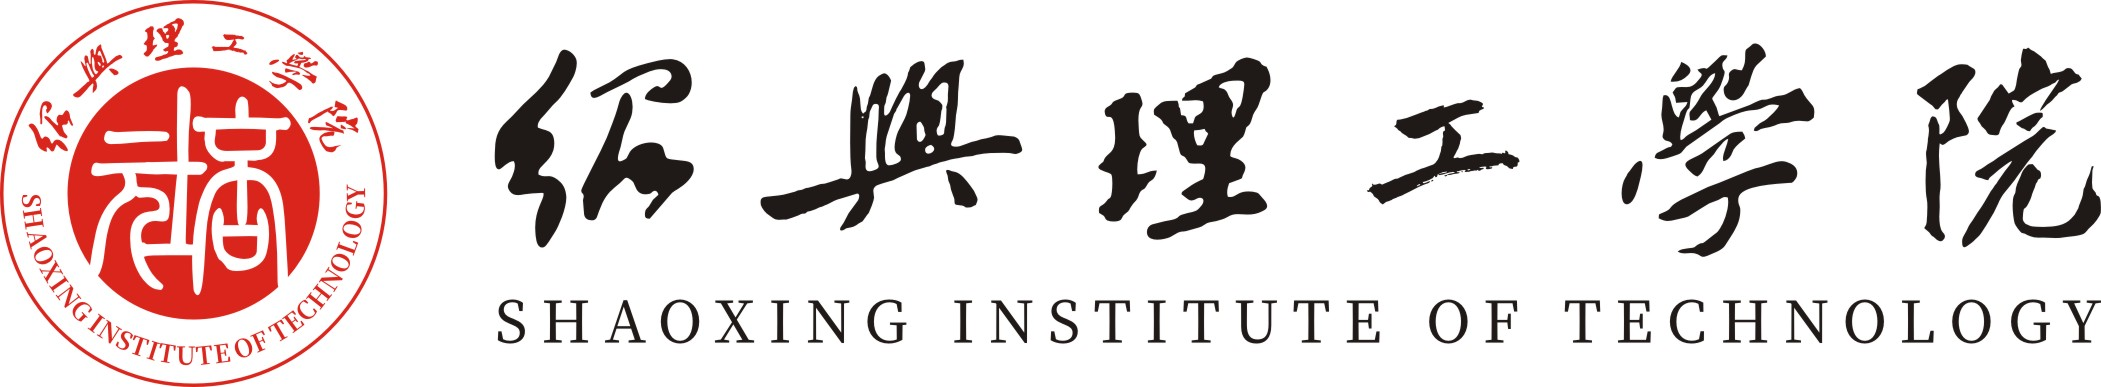 紹興理工學院
SHAOXING INSTITUTE OF TECHNOLOGY
紹興理工學院
SHAOXING INSTITUTE OF TECHNOLOGY